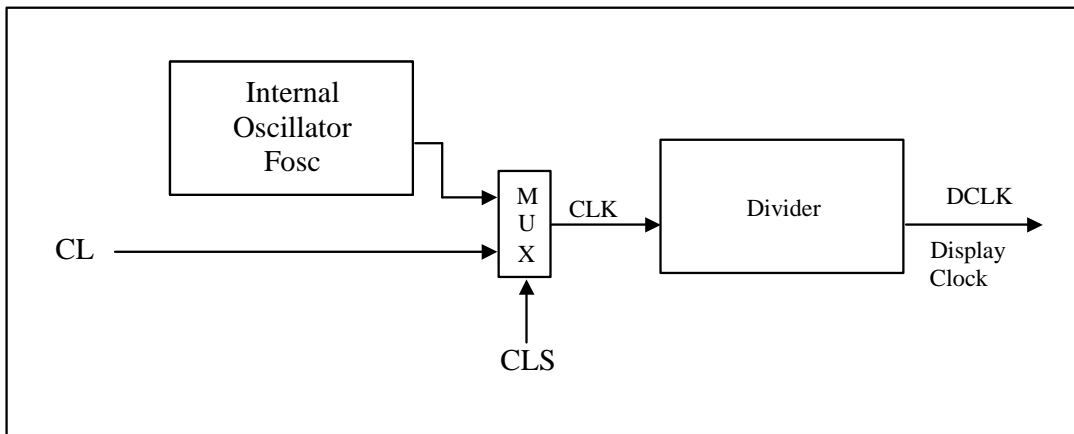 Internal
Oscillator
Fosc
M
U
X
CL
CLK
Divider
DCLK
Display
Clock
CLS